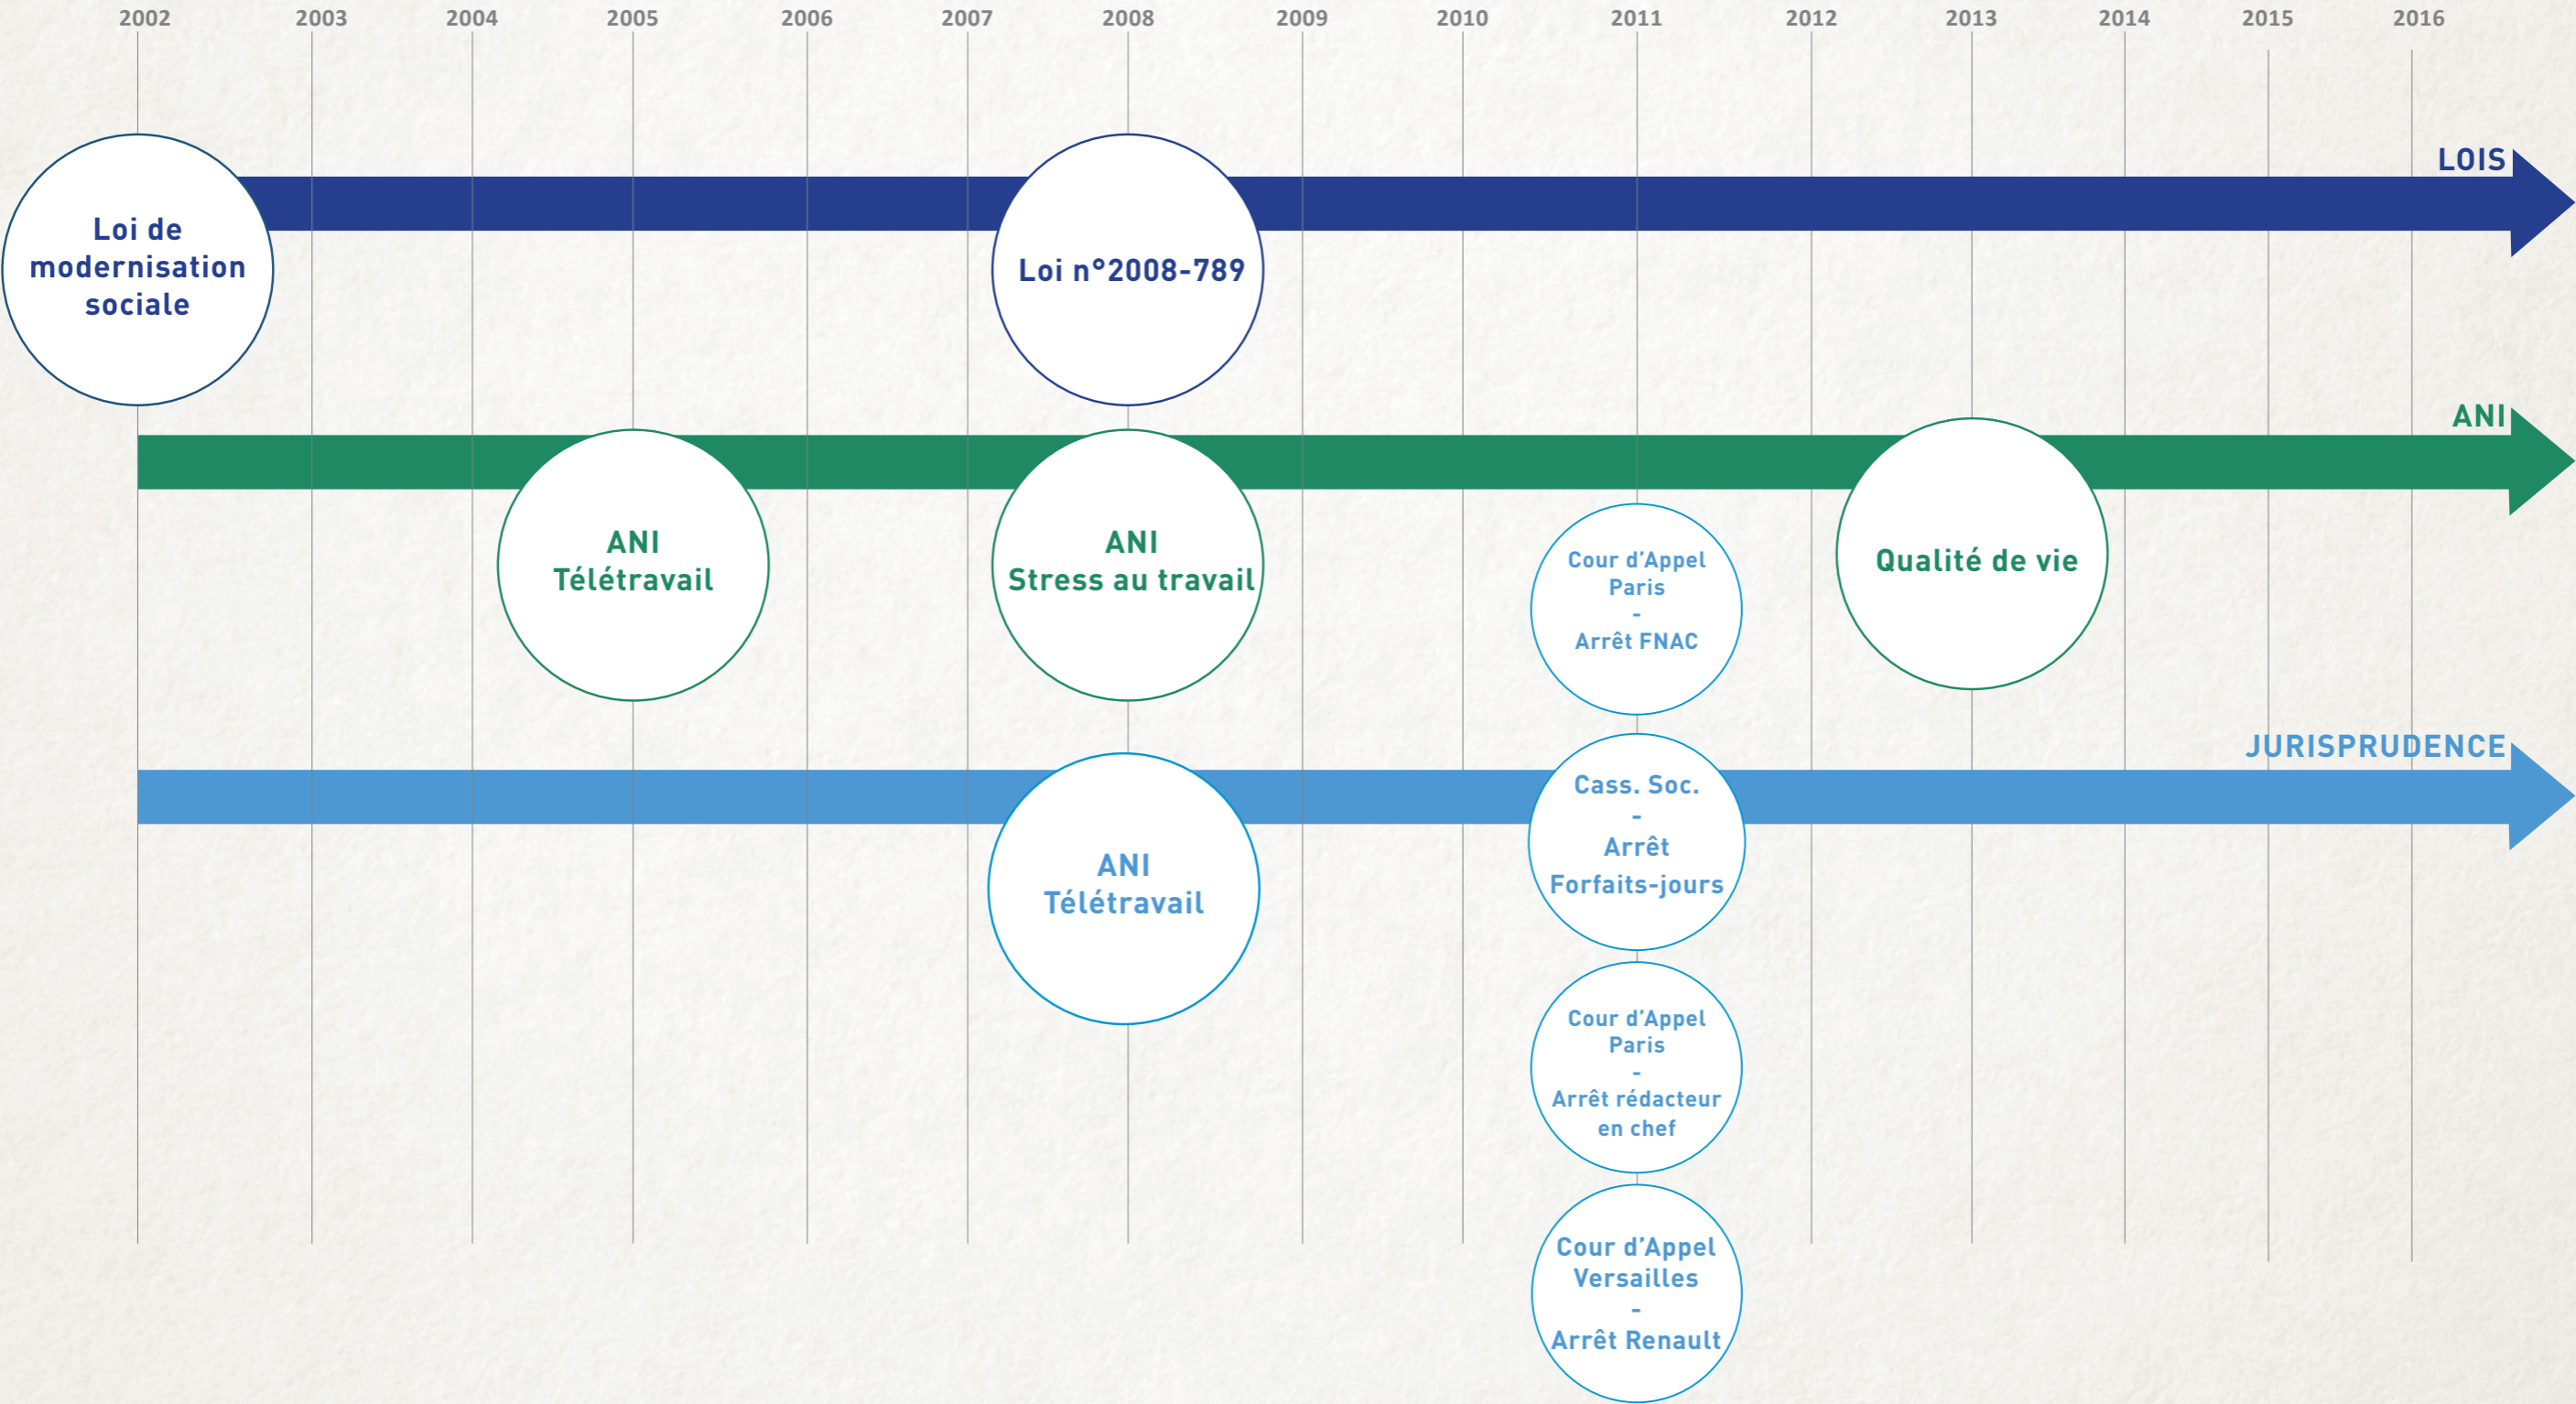 2002 2003 2004 2005 2006 2007 2008 2009 2010 2011 2012 2013 2014 2015 2016
LOIS
Loi de
modernisation
sociale
Loi n°2008-789
ANI
ANI
Télétravail
ANI
Stress au travail
Qualité de vie
Cour d’Appel
Paris
-
Arrêt FNAC
JURISPRUDENCE
ANI
Télétravail
Cass. Soc.
-
Arrêt
Forfaits-jours
Cour d’Appel
Paris
-
Arrêt rédacteur
en chef
Cour d’Appel
Versailles
-
Arrêt Renault